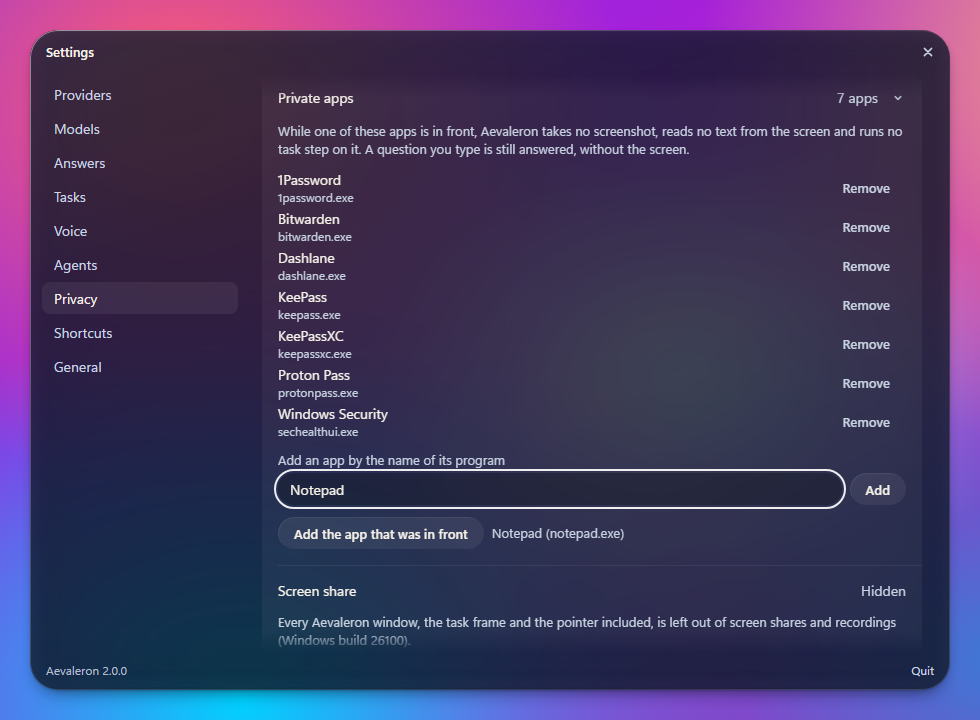 Settings
Providers
Models
Answers
Tasks
Voice
Agents
Privacy
Shortcuts
General
Private apps
7 apps
While one of these apps is in front, Aevaleron takes no screenshot, reads no text from the screen and runs no
task step on it. A question you type is still answered, without the screen.
1Password
1password.exe
Remove
Bitwarden
bitwarden.exe
Remove
Dashlane
dashlane.exe
Remove
KeePass
keepass.exe
Remove
KeePassXC
keepassxc.exe
Remove
Proton Pass
protonpass.exe
Remove
Windows Security
sechealthui.exe
Remove
Add an app by the name of its program
Notepad
Add
Add the app that was in front
Notepad (notepad.exe)
Screen share
Hidden
Every Aevaleron window, the task frame and the pointer included, is left out of screen shares and recordings
(Windows build 26100).
Aevaleron 2.0.0
Quit